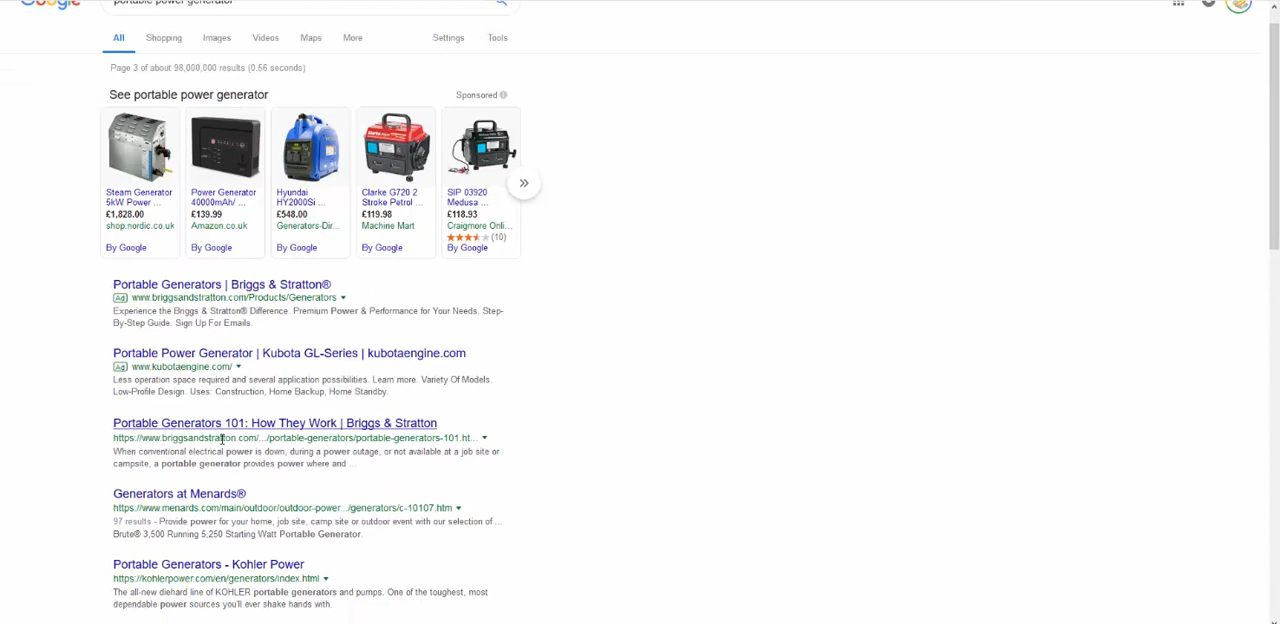 Google
portable power generator
All Shopping Images Videos Maps More Settings Tools
Page 3 of about 98,000,000 results (0.56 seconds)
See portable power generator
Sponsored
Steam Generator
5kW Power ...
£1,828.00
shop.nordic.co.uk
By Google
Power Generator
40000mAh/ ...
£139.99
Amazon.co.uk
By Google
Hyundai
HY2000Si ...
£548.00
Generators-Dir...
By Google
Clarke G720 2
Stroke Petrol ...
£119.98
Machine Mart
By Google
SIP 03920
Medusa ...
£118.93
Craigmore Onli...
(10)
By Google
Portable Generators | Briggs & Stratton®
Ad www.briggsandstratton.com/Products/Generators
Experience the Briggs & Stratton® Difference. Premium Power & Performance for Your Needs. Step-
By-Step Guide. Sign Up For Emails.
Portable Power Generator | Kubota GL-Series | kubotaengine.com
Ad www.kubotaengine.com/
Less operation space required and several application possibilities. Learn more. Variety Of Models.
Low-Profile Design. Uses: Construction, Home Backup, Home Standby.
Portable Generators 101: How They Work | Briggs & Stratton
https://www.briggsandstratton.com/.../portable-generators/portable-generators-101.ht...
When conventional electrical power is down, during a power outage, or not available at a job site or
campsite, a portable generator provides power where and ...
Generators at Menards®
https://www.menards.com/main/outdoor/outdoor-power.../generators/c-10107.htm
97 results - Provide power for your home, job site, camp site or outdoor event with our selection of ...
Brute® 3,500 Running 5,250 Starting Watt Portable Generator.
Portable Generators - Kohler Power
https://kohlerpower.com/en/generators/index.html
The all-new diehard line of KOHLER portable generators and pumps. One of the toughest, most
dependable power sources you'll ever shake hands with.